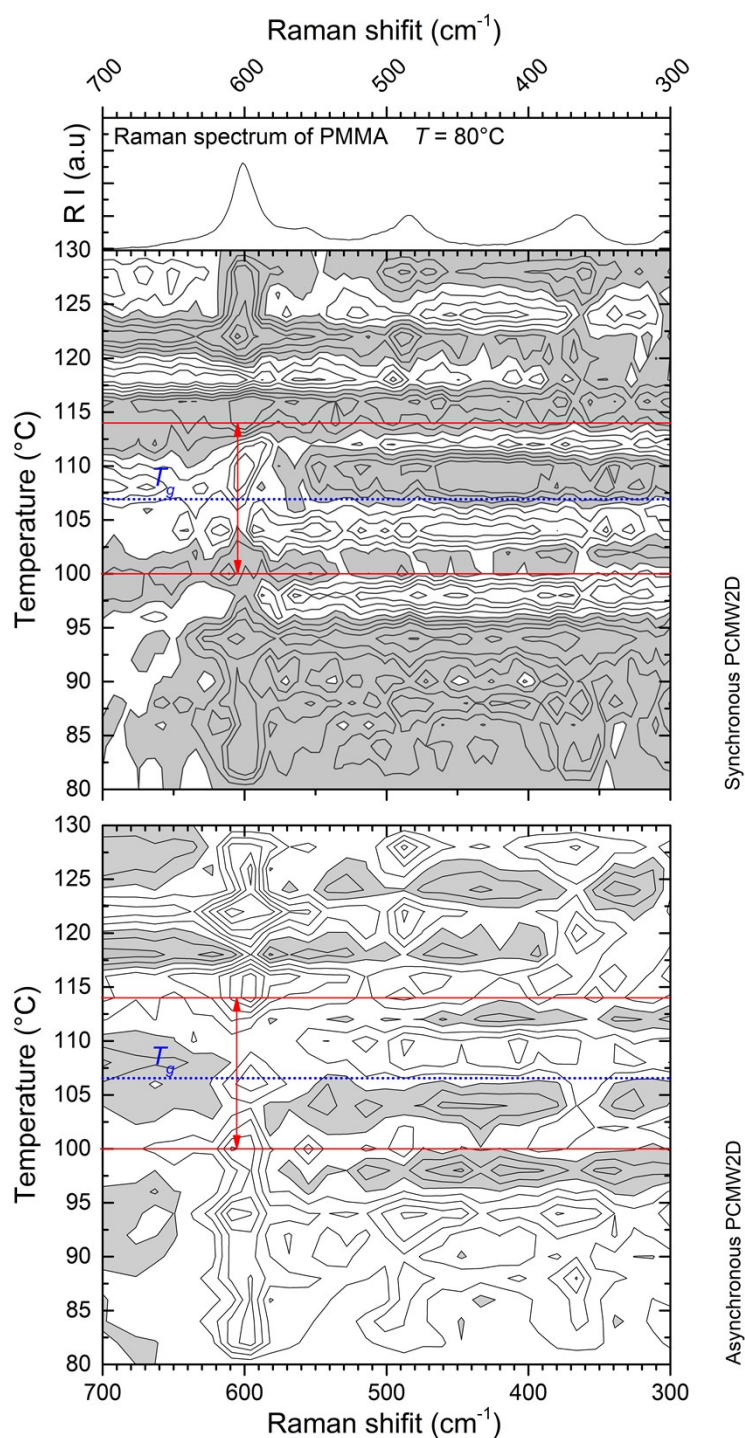 Raman shifit (cm⁻¹)
700 600 500 400 300
R I (a.u)
Raman spectrum of PMMA T = 80°C
Temperature (°C)
130
125
120
115
110
105
100
95
90
85
80
Tg
Synchronous PCMW2D
Temperature (°C)
130
125
120
115
110
105
100
95
90
85
80
Tg
Asynchronous PCMW2D
700 600 500 400 300
Raman shifit (cm⁻¹)